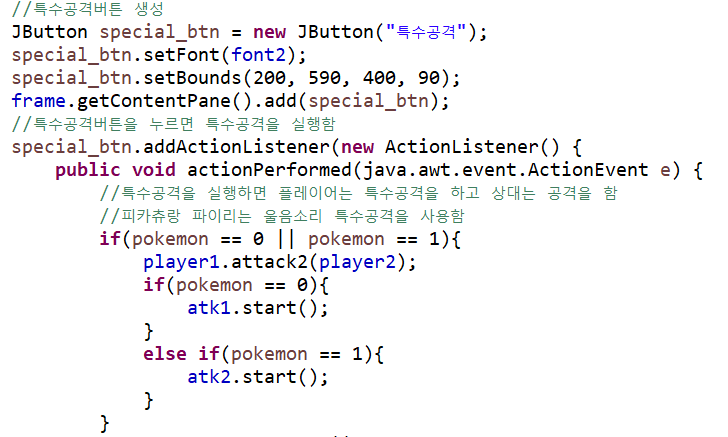 //특수공격버튼 생성
JButton special_btn = new JButton("특수공격");
special_btn.setFont(font2);
special_btn.setBounds(200, 590, 400, 90);
frame.getContentPane().add(special_btn);
//특수공격버튼을 누르면 특수공격을 실행함
special_btn.addActionListener(new ActionListener() {
    public void actionPerformed(java.awt.event.ActionEvent e) {
        //특수공격을 실행하면 플레이어는 특수공격을 하고 상대는 공격을 함
        //피카츄랑 파이리는 울음소리 특수공격을 사용함
        if(pokemon == 0 || pokemon == 1){
            player1.attack2(player2);
            if(pokemon == 0){
                atk1.start();
            }
            else if(pokemon == 1){
                atk2.start();
            }
        }